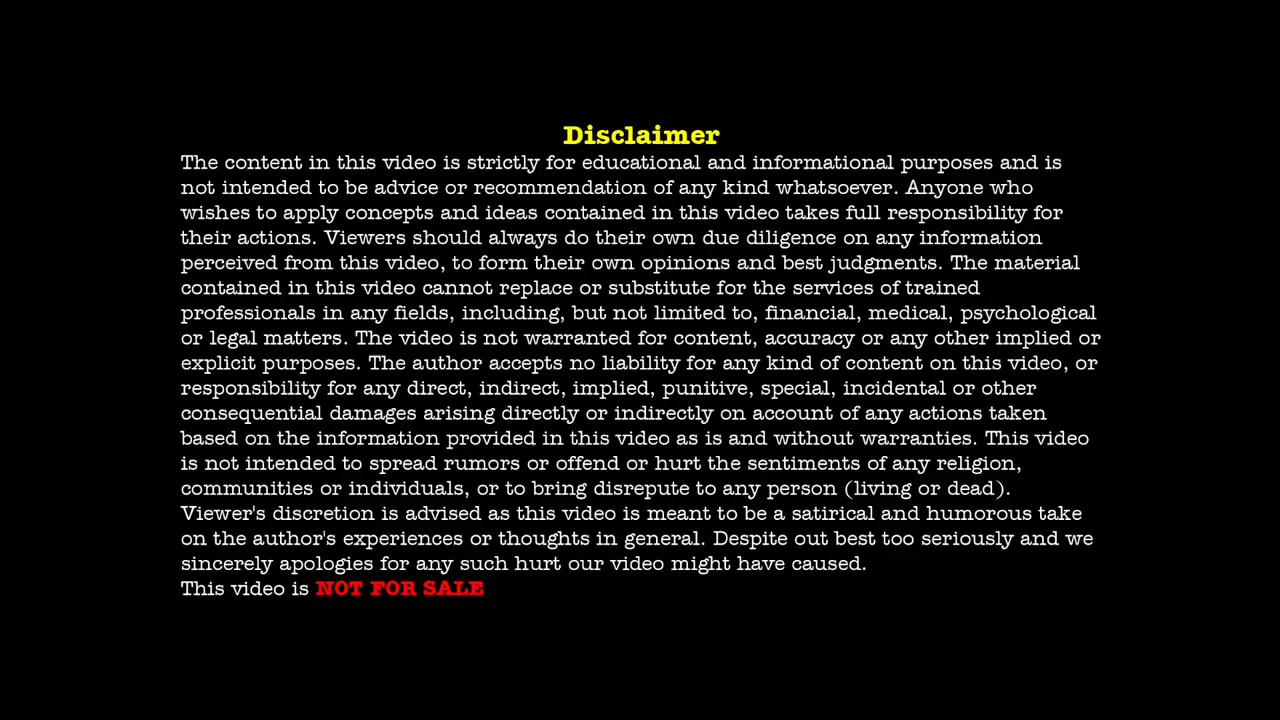 Disclaimer
The content in this video is strictly for educational and informational purposes and is
not intended to be advice or recommendation of any kind whatsoever. Anyone who
wishes to apply concepts and ideas contained in this video takes full responsibility for
their actions. Viewers should always do their own due diligence on any information
perceived from this video, to form their own opinions and best judgments. The material
contained in this video cannot replace or substitute for the services of trained
professionals in any fields, including, but not limited to, financial, medical, psychological
or legal matters. The video is not warranted for content, accuracy or any other implied or
explicit purposes. The author accepts no liability for any kind of content on this video, or
responsibility for any direct, indirect, implied, punitive, special, incidental or other
consequential damages arising directly or indirectly on account of any actions taken
based on the information provided in this video as is and without warranties. This video
is not intended to spread rumors or offend or hurt the sentiments of any religion,
communities or individuals, or to bring disrepute to any person (living or dead).
Viewer's discretion is advised as this video is meant to be a satirical and humorous take
on the author's experiences or thoughts in general. Despite out best too seriously and we
sincerely apologies for any such hurt our video might have caused.
This video is NOT FOR SALE